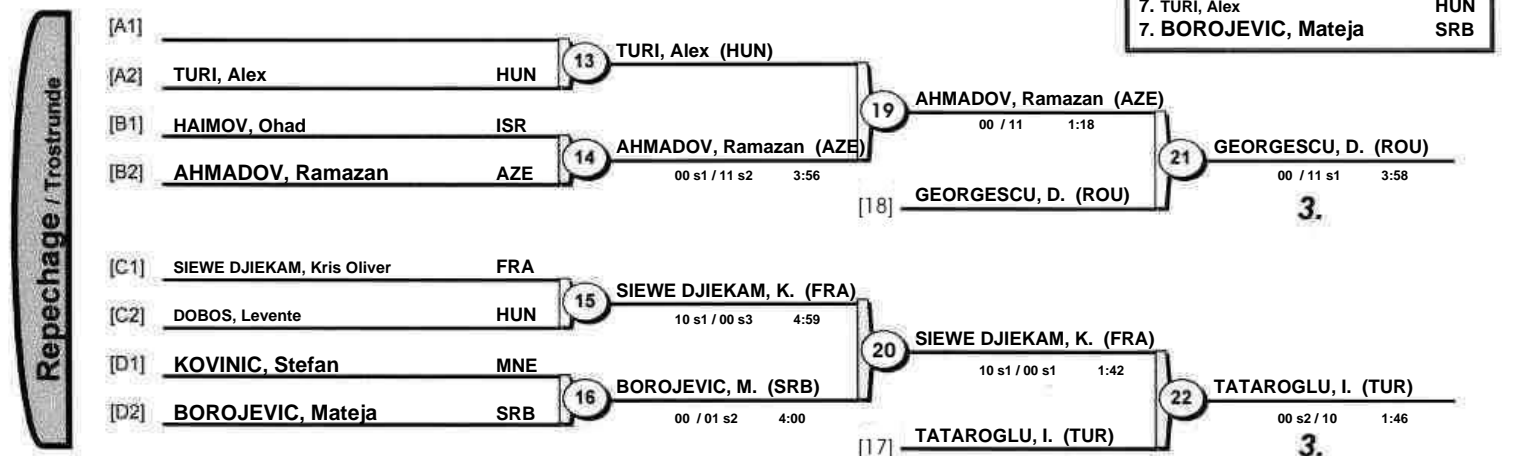 7. TURI, Alex HUN
7. BOROJEVIC, Mateja SRB
Repechage / Trostrunde
[A1]
[A2] TURI, Alex HUN
13
TURI, Alex (HUN)
[B1] HAIMOV, Ohad ISR
[B2] AHMADOV, Ramazan AZE
14
AHMADOV, Ramazan (AZE)
00 s1 / 11 s2 3:56
19
AHMADOV, Ramazan (AZE)
00 / 11 1:18
[18] GEORGESCU, D. (ROU)
21
GEORGESCU, D. (ROU)
00 / 11 s1 3:58
3.
[C1] SIEWE DJIEKAM, Kris Oliver FRA
[C2] DOBOS, Levente HUN
15
SIEWE DJIEKAM, K. (FRA)
10 s1 / 00 s3 4:59
[D1] KOVINIC, Stefan MNE
[D2] BOROJEVIC, Mateja SRB
16
BOROJEVIC, M. (SRB)
00 / 01 s2 4:00
20
SIEWE DJIEKAM, K. (FRA)
10 s1 / 00 s1 1:42
[17] TATAROGLU, I. (TUR)
22
TATAROGLU, I. (TUR)
00 s2 / 10 1:46
3.